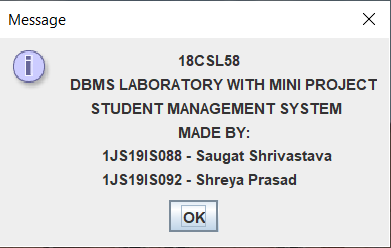 Message
18CSL58
DBMS LABORATORY WITH MINI PROJECT
STUDENT MANAGEMENT SYSTEM
MADE BY:
1JS19IS088 - Saugat Shrivastava
1JS19IS092 - Shreya Prasad
OK